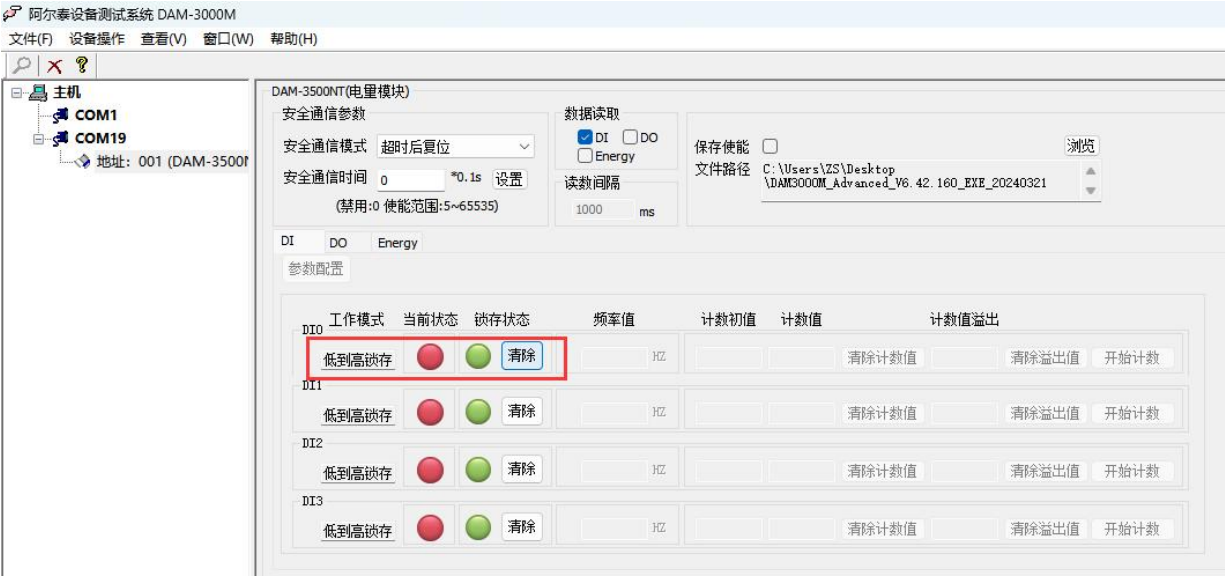 阿尔泰设备测试系统 DAM-3000M
文件(F) 设备操作 查看(V) 窗口(W) 帮助(H)
主机
COM1
COM19
地址：001 (DAM-3500N
DAM-3500NT(电量模块)
安全通信参数
安全通信模式 超时后复位
安全通信时间 0 *0.1s 设置
(禁用:0 使能范围:5~65535)
数据读取
DI DO
Energy
读数间隔
1000 ms
保存使能 浏览
文件路径 C:\Users\ZS\Desktop
\DAM3000M_Advanced_V6.42.160_EXE_20240321
DI DO Energy
参数配置
工作模式 当前状态 锁存状态 频率值 计数初值 计数值 计数值溢出
DI0
低到高锁存 清除 HZ 清除计数值 清除溢出值 开始计数
DI1
低到高锁存 清除 HZ 清除计数值 清除溢出值 开始计数
DI2
低到高锁存 清除 HZ 清除计数值 清除溢出值 开始计数
DI3
低到高锁存 清除 HZ 清除计数值 清除溢出值 开始计数